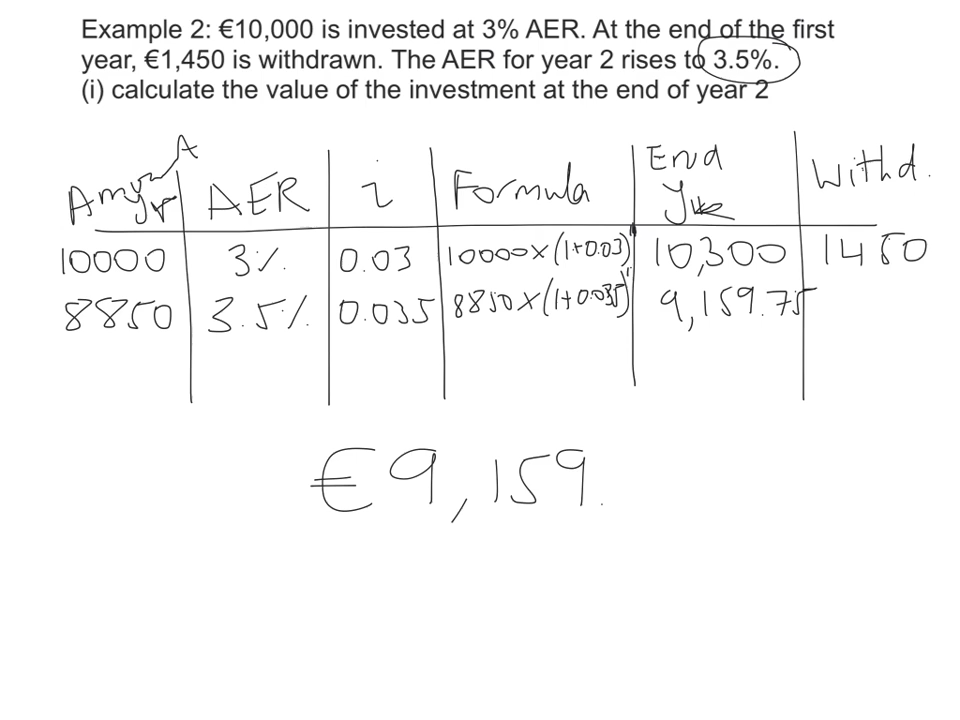 Example 2: €10,000 is invested at 3% AER. At the end of the first
year, €1,450 is withdrawn. The AER for year 2 rises to 3.5%.
(i) calculate the value of the investment at the end of year 2
A
AER i Formula End Withd.
10000 3% 0.03 10000×(1+0.03)¹ 10,300 1450
8850 3.5% 0.035 8850×(1+0.035)¹ 9,159.75
€9,159.